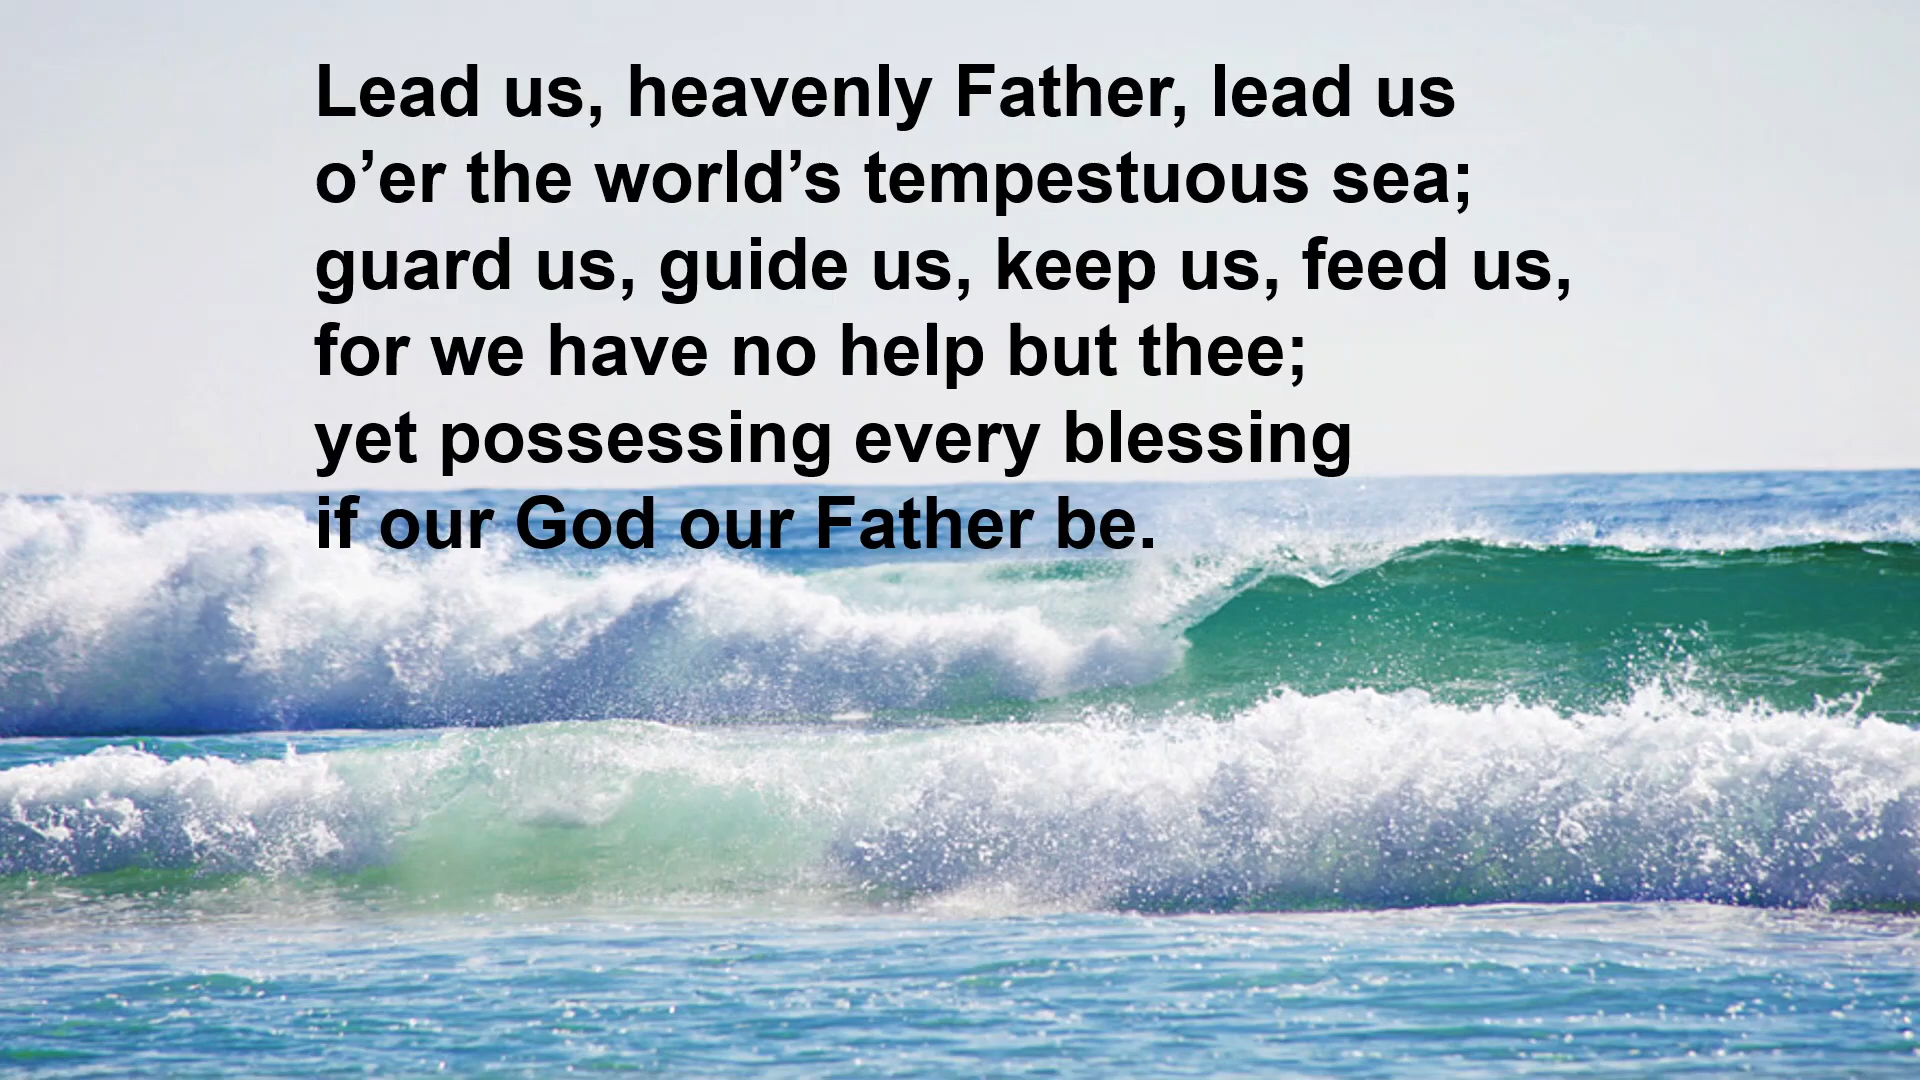 Lead us, heavenly Father, lead us
o’er the world’s tempestuous sea;
guard us, guide us, keep us, feed us,
for we have no help but thee;
yet possessing every blessing
if our God our Father be.